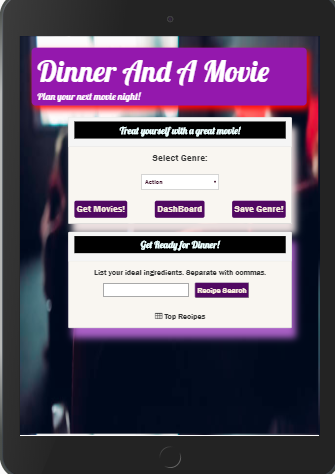 Dinner And A Movie
Plan your next movie night!
Treat yourself with a great movie!
Select Genre:
Action
Get Movies! DashBoard Save Genre!
Get Ready for Dinner!
List your ideal ingredients. Separate with commas.
Recipe Search
Top Recipes